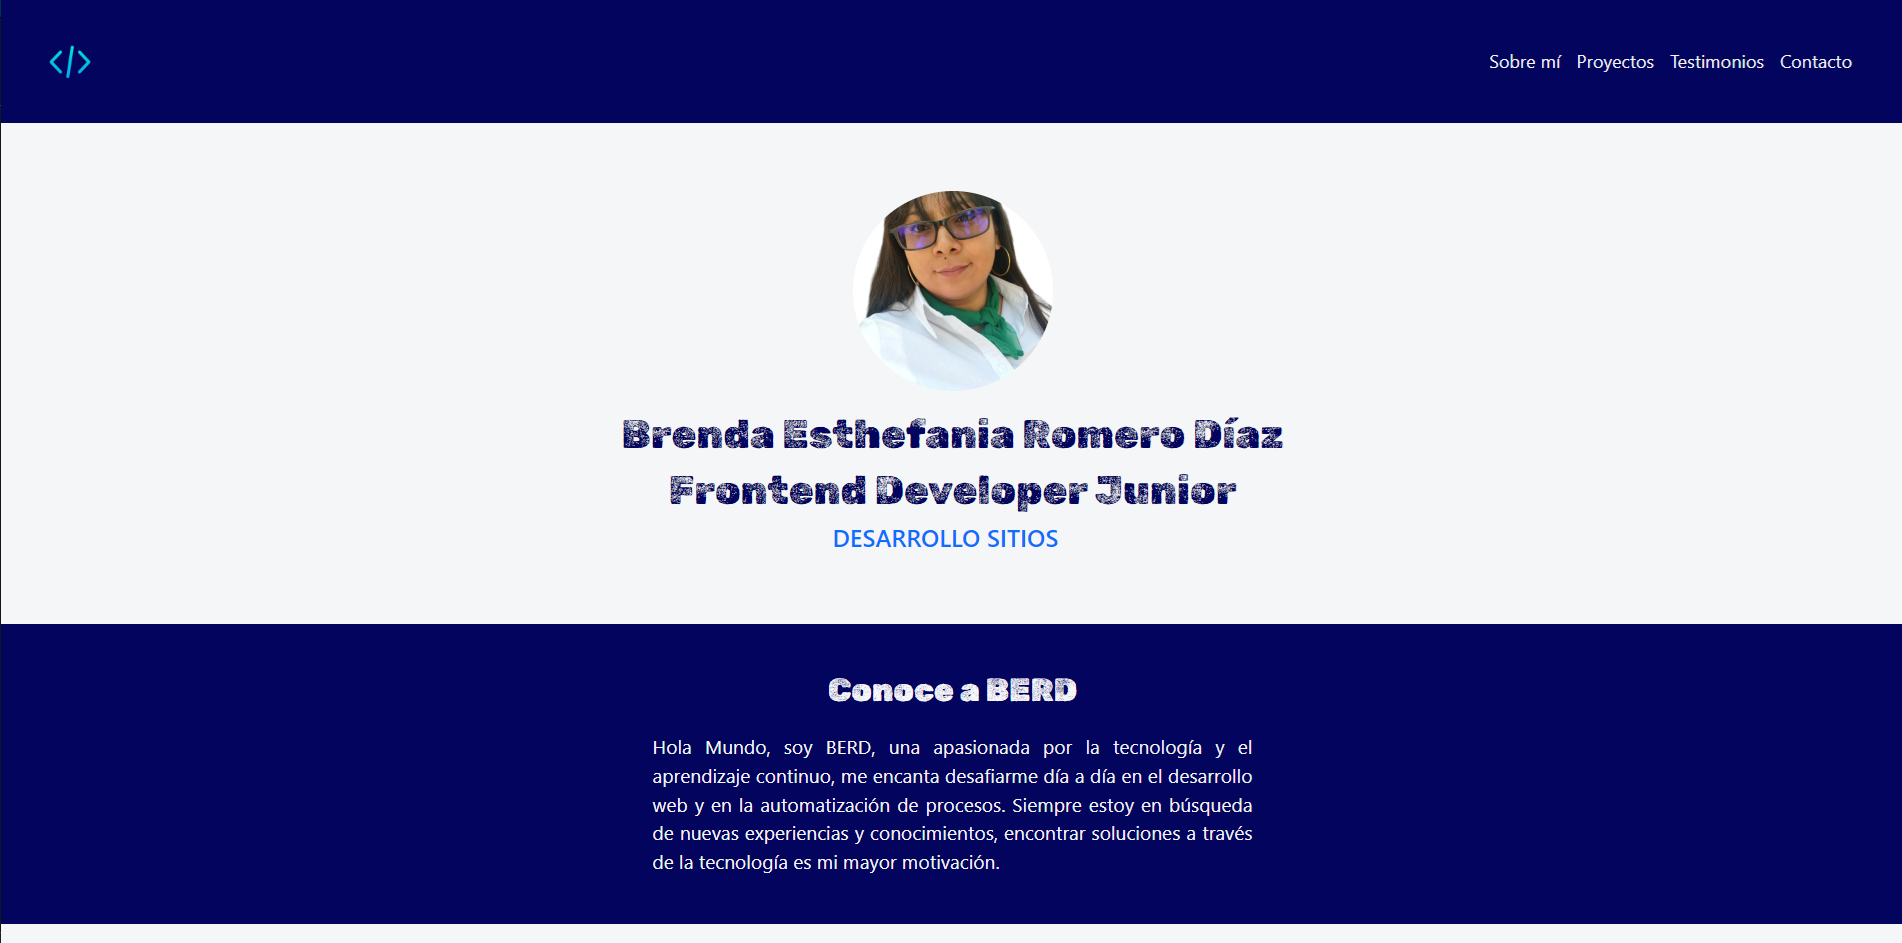 </>
Sobre mí Proyectos Testimonios Contacto
Brenda Esthefania Romero Díaz
Frontend Developer Junior
DESARROLLO SITIOS
Conoce a BERD
Hola Mundo, soy BERD, una apasionada por la tecnología y el
aprendizaje continuo, me encanta desafiarme día a día en el desarrollo
web y en la automatización de procesos. Siempre estoy en búsqueda
de nuevas experiencias y conocimientos, encontrar soluciones a través
de la tecnología es mi mayor motivación.